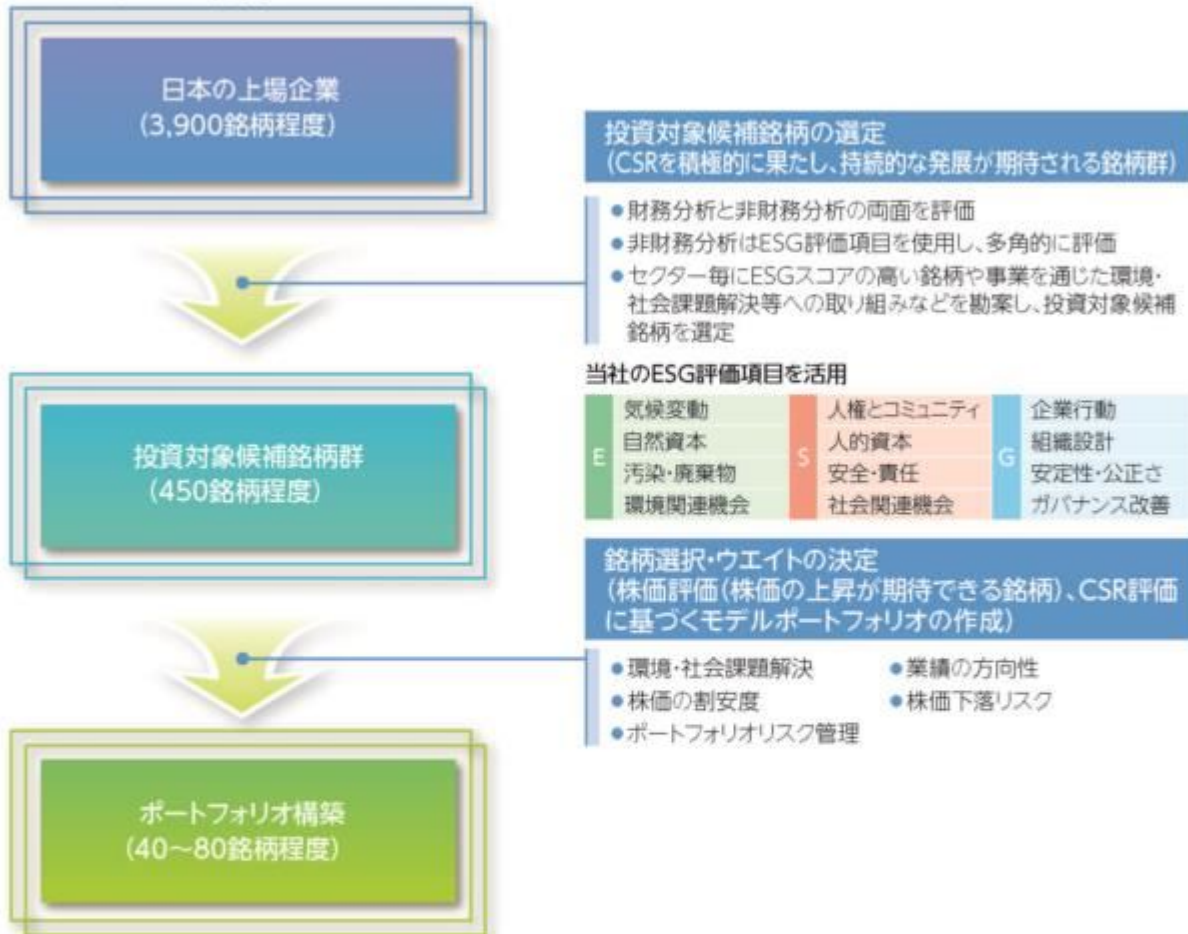 日本の上場企業
(3,900銘柄程度)
投資対象候補銘柄の選定
(CSRを積極的に果たし、持続的な発展が期待される銘柄群)
●財務分析と非財務分析の両面を評価
●非財務分析はESG評価項目を使用し、多角的に評価
●セクター毎にESGスコアの高い銘柄や事業を通じた環境・
社会課題解決等への取り組みなどを勘案し、投資対象候補
銘柄を選定
投資対象候補銘柄群
(450銘柄程度)
当社のESG評価項目を活用
E
気候変動
自然資本
汚染・廃棄物
環境関連機会
S
人権とコミュニティ
人的資本
安全・責任
社会関連機会
G
企業行動
組織設計
安定性・公正さ
ガバナンス改善
銘柄選択・ウエイトの決定
(株価評価(株価の上昇が期待できる銘柄)、CSR評価
に基づくモデルポートフォリオの作成)
●環境・社会課題解決 ●業績の方向性
●株価の割安度 ●株価下落リスク
●ポートフォリオリスク管理
ポートフォリオ構築
(40～80銘柄程度)